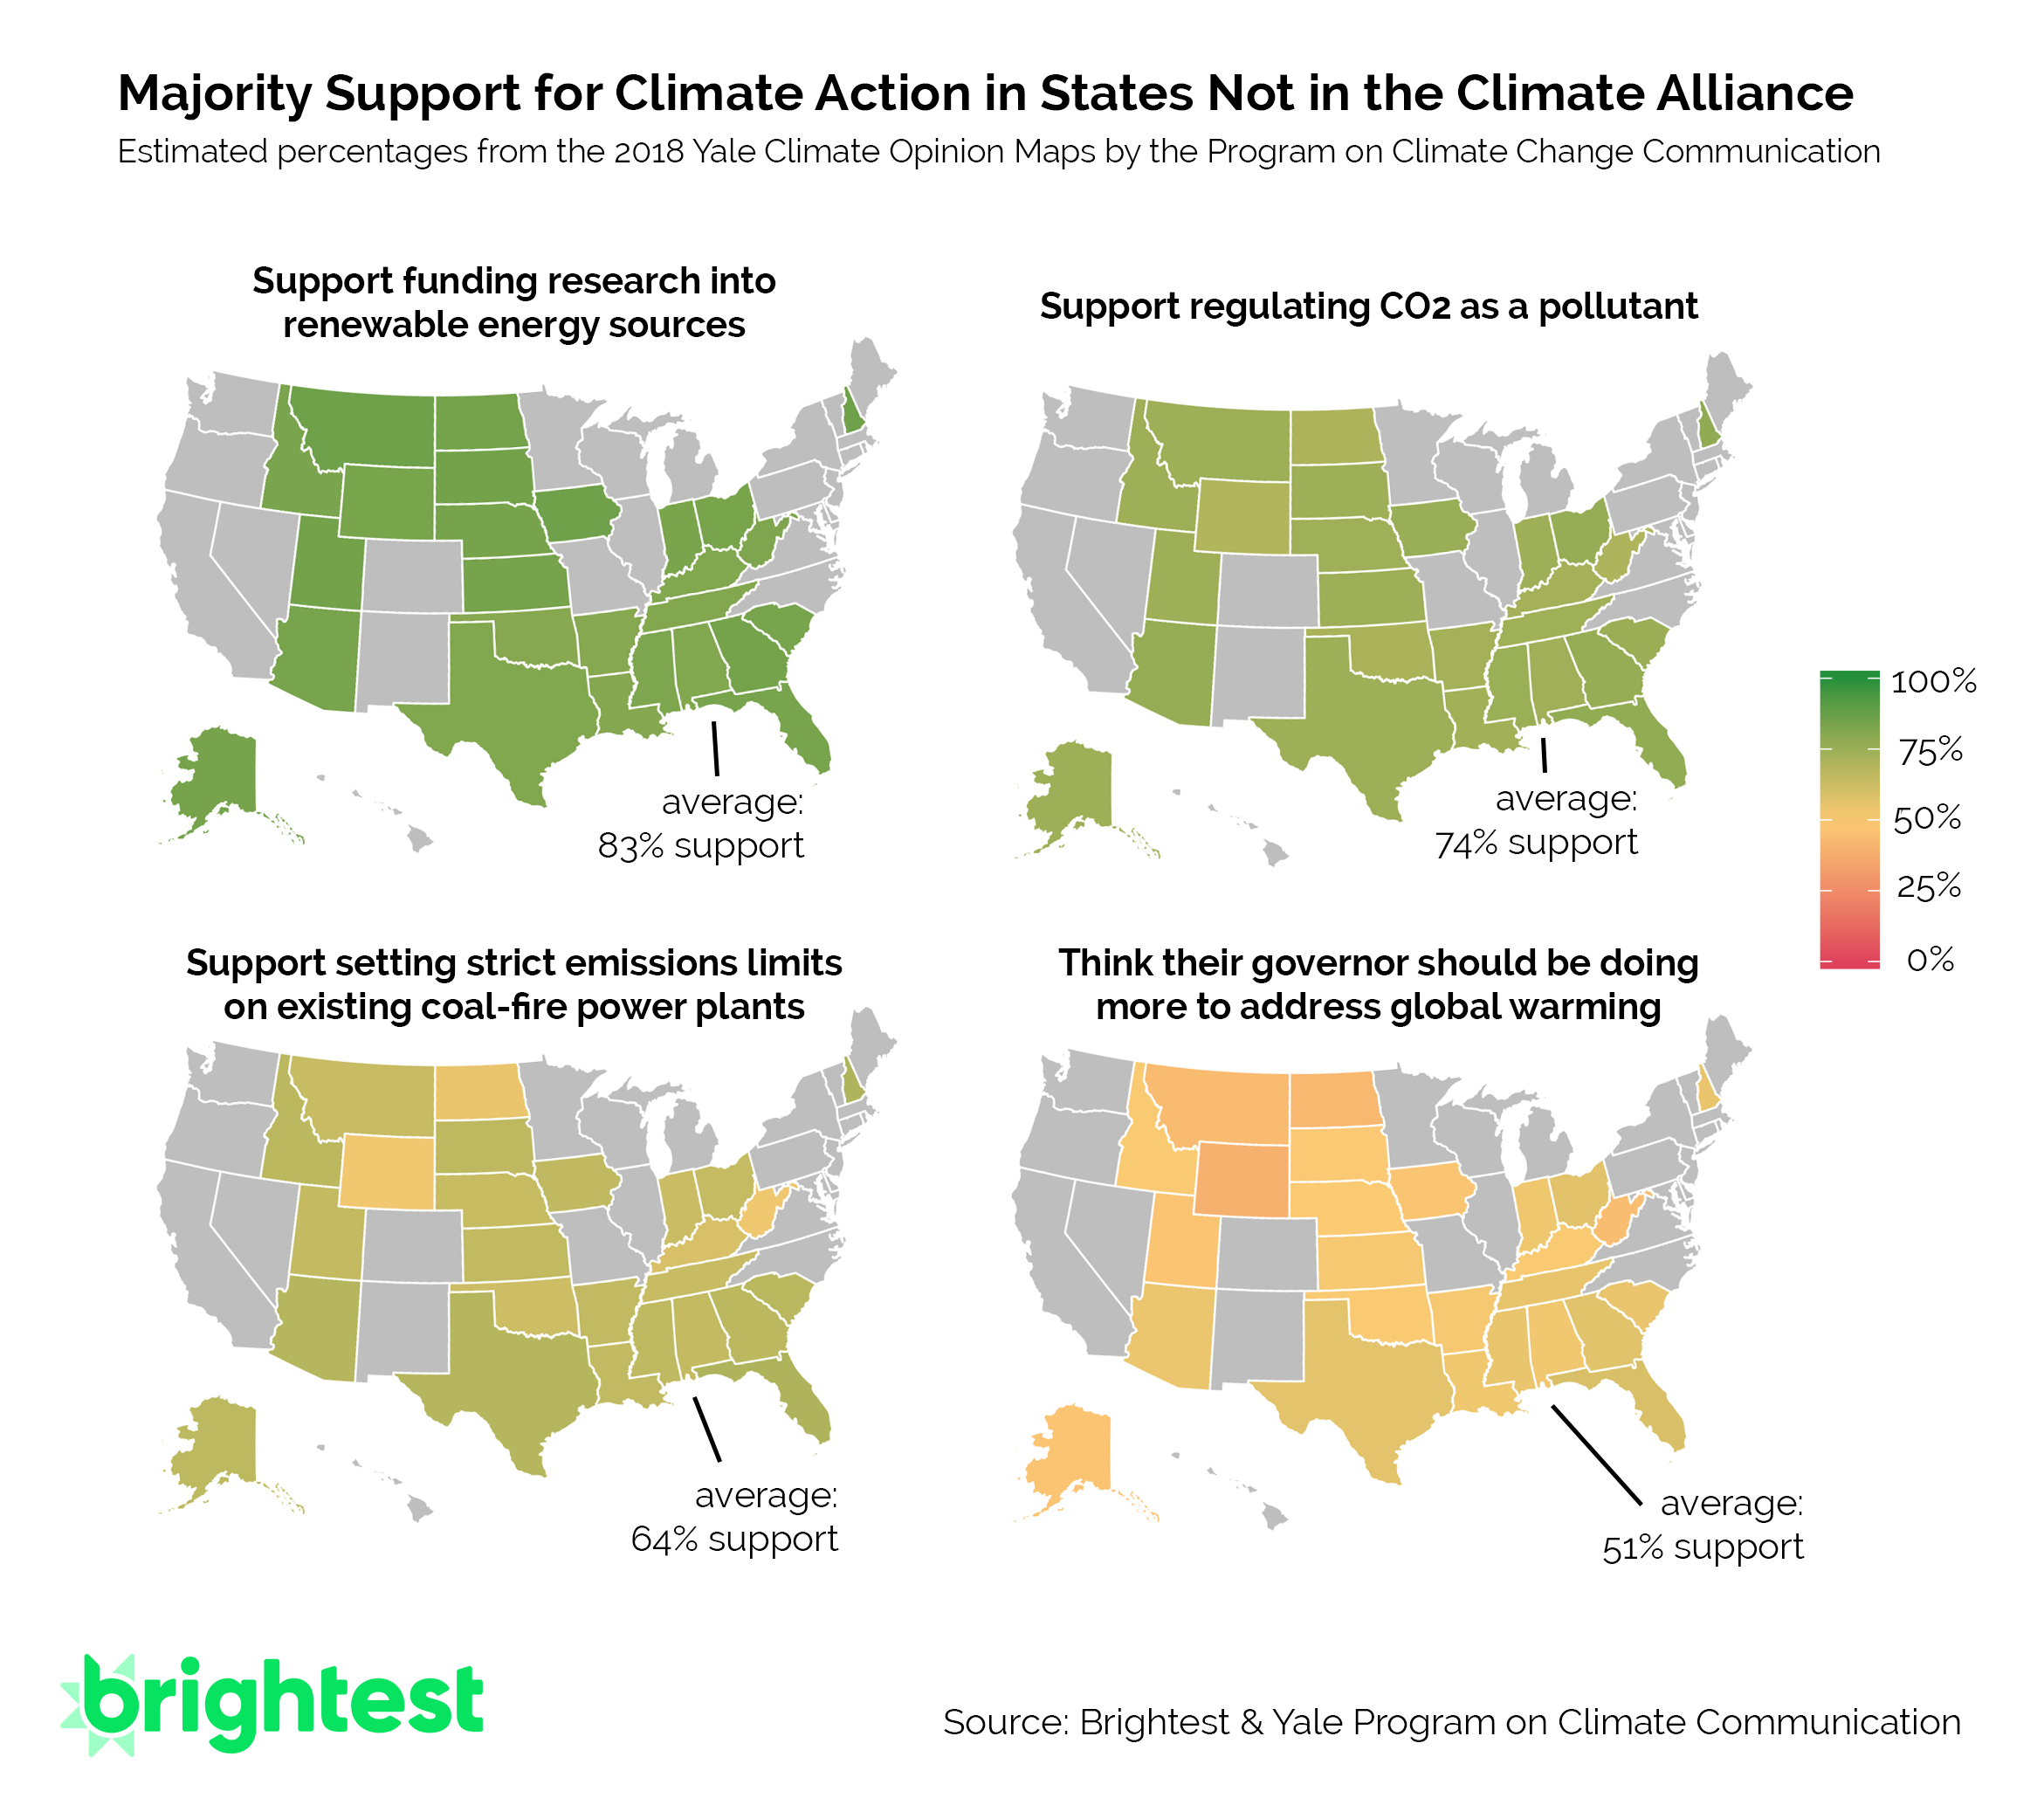 Majority Support for Climate Action in States Not in the Climate Alliance
Estimated percentages from the 2018 Yale Climate Opinion Maps by the Program on Climate Change Communication
Support funding research into
renewable energy sources
average:
83% support
Support regulating CO2 as a pollutant
average:
74% support
100%
75%
50%
25%
0%
Support setting strict emissions limits
on existing coal-fire power plants
average:
64% support
Think their governor should be doing
more to address global warming
average:
51% support
brightest
Source: Brightest & Yale Program on Climate Communication